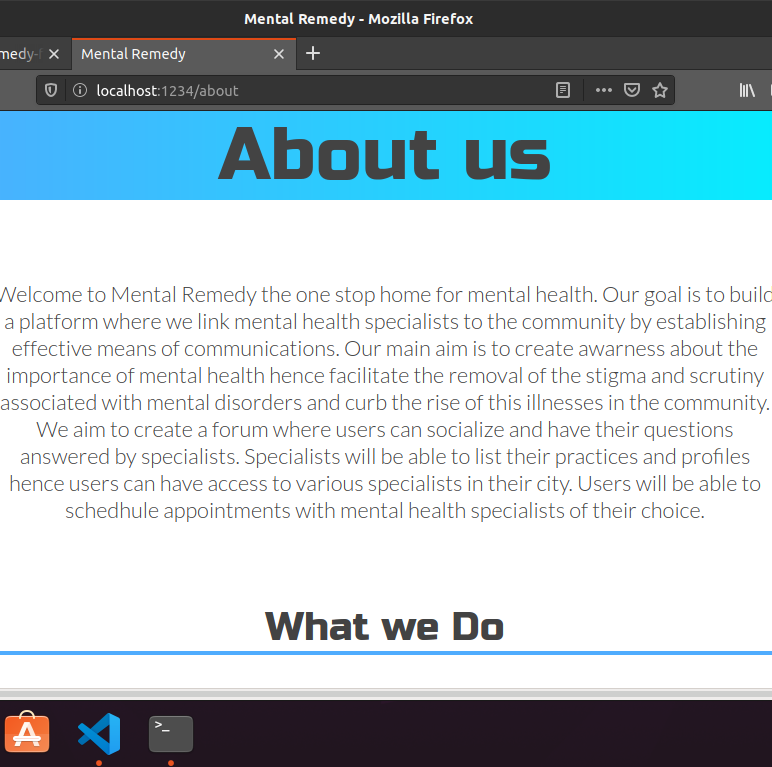 Mental Remedy - Mozilla Firefox
Mental Remedy
localhost:1234/about
About us
Welcome to Mental Remedy the one stop home for mental health. Our goal is to build
a platform where we link mental health specialists to the community by establishing
effective means of communications. Our main aim is to create awarness about the
importance of mental health hence facilitate the removal of the stigma and scrutiny
associated with mental disorders and curb the rise of this illnesses in the community.
We aim to create a forum where users can socialize and have their questions
answered by specialists. Specialists will be able to list their practices and profiles
hence users can have access to various specialists in their city. Users will be able to
schedhule appointments with mental health specialists of their choice.
What we Do